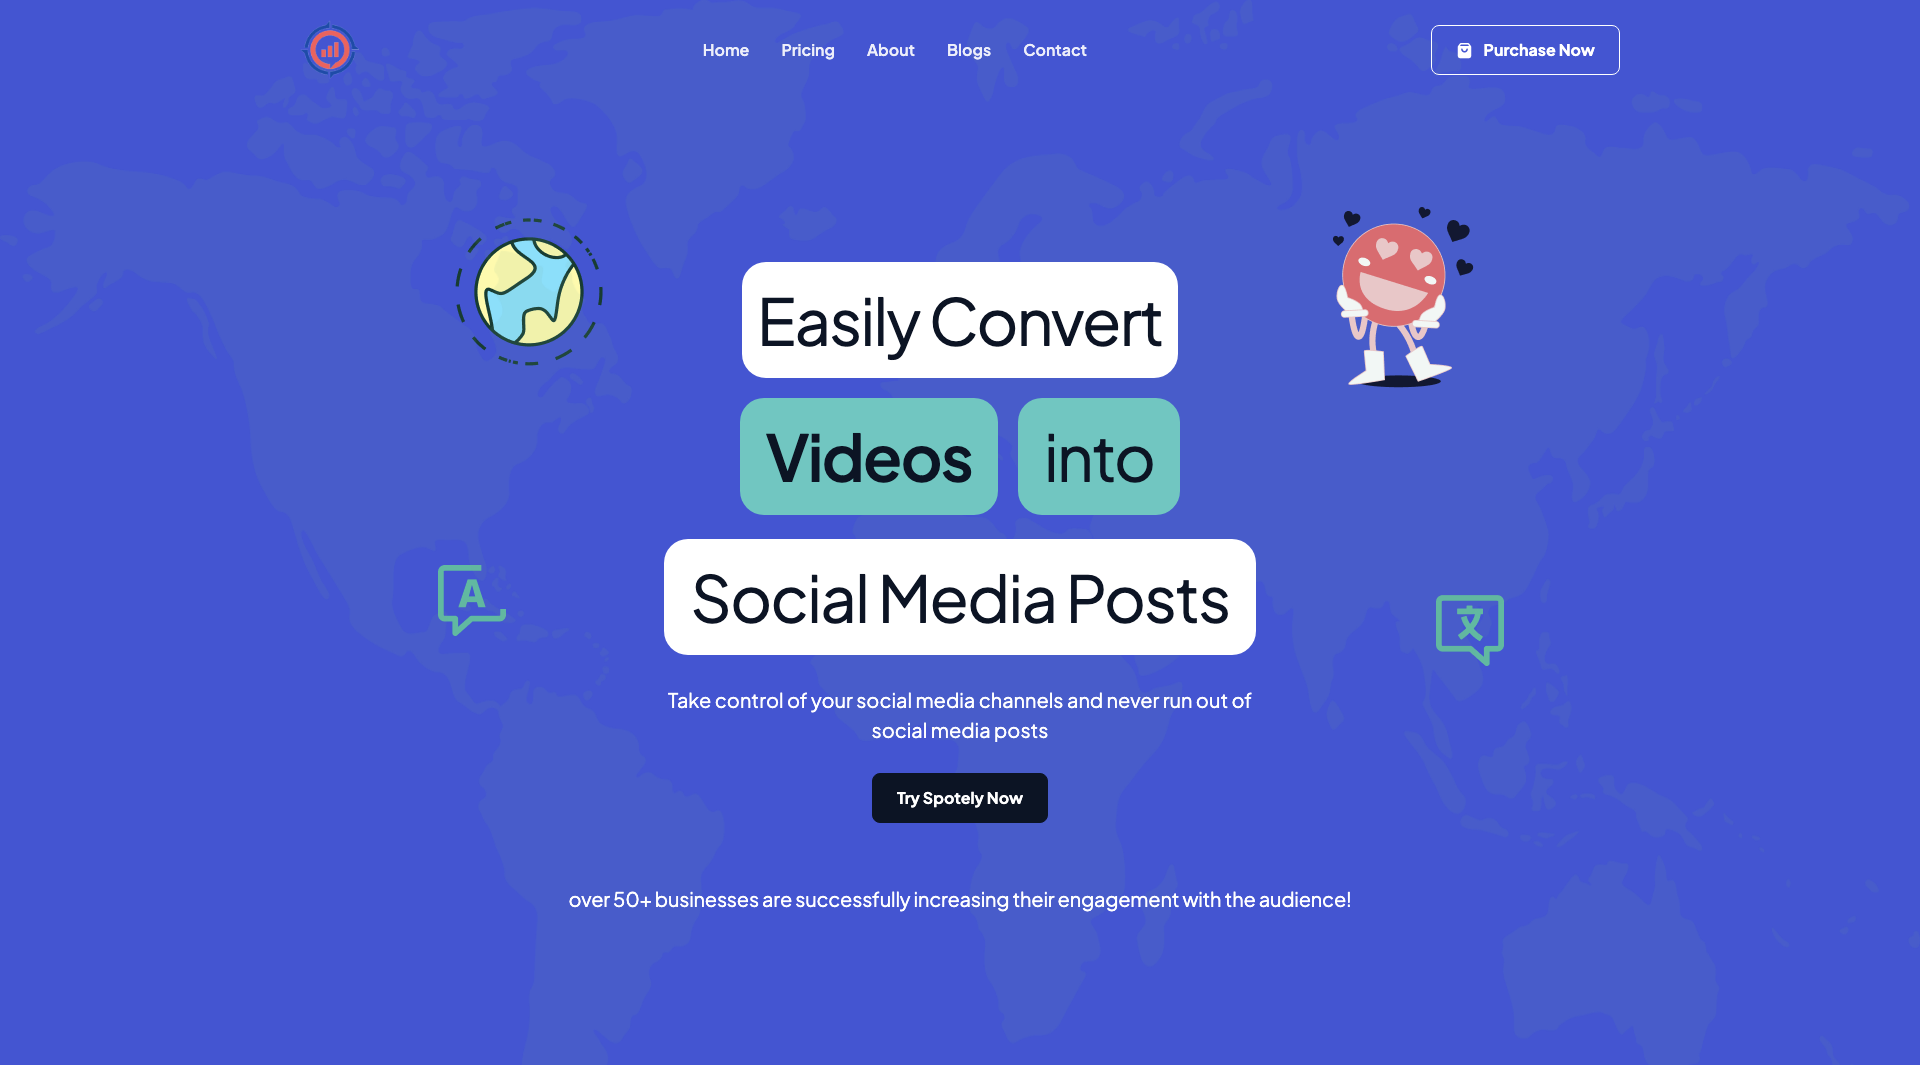 Home
Pricing
About
Blogs
Contact
Purchase Now
Easily Convert
Videos into
Social Media Posts
A
文
Take control of your social media channels and never run out of
social media posts
Try Spotely Now
over 50+ businesses are successfully increasing their engagement with the audience!